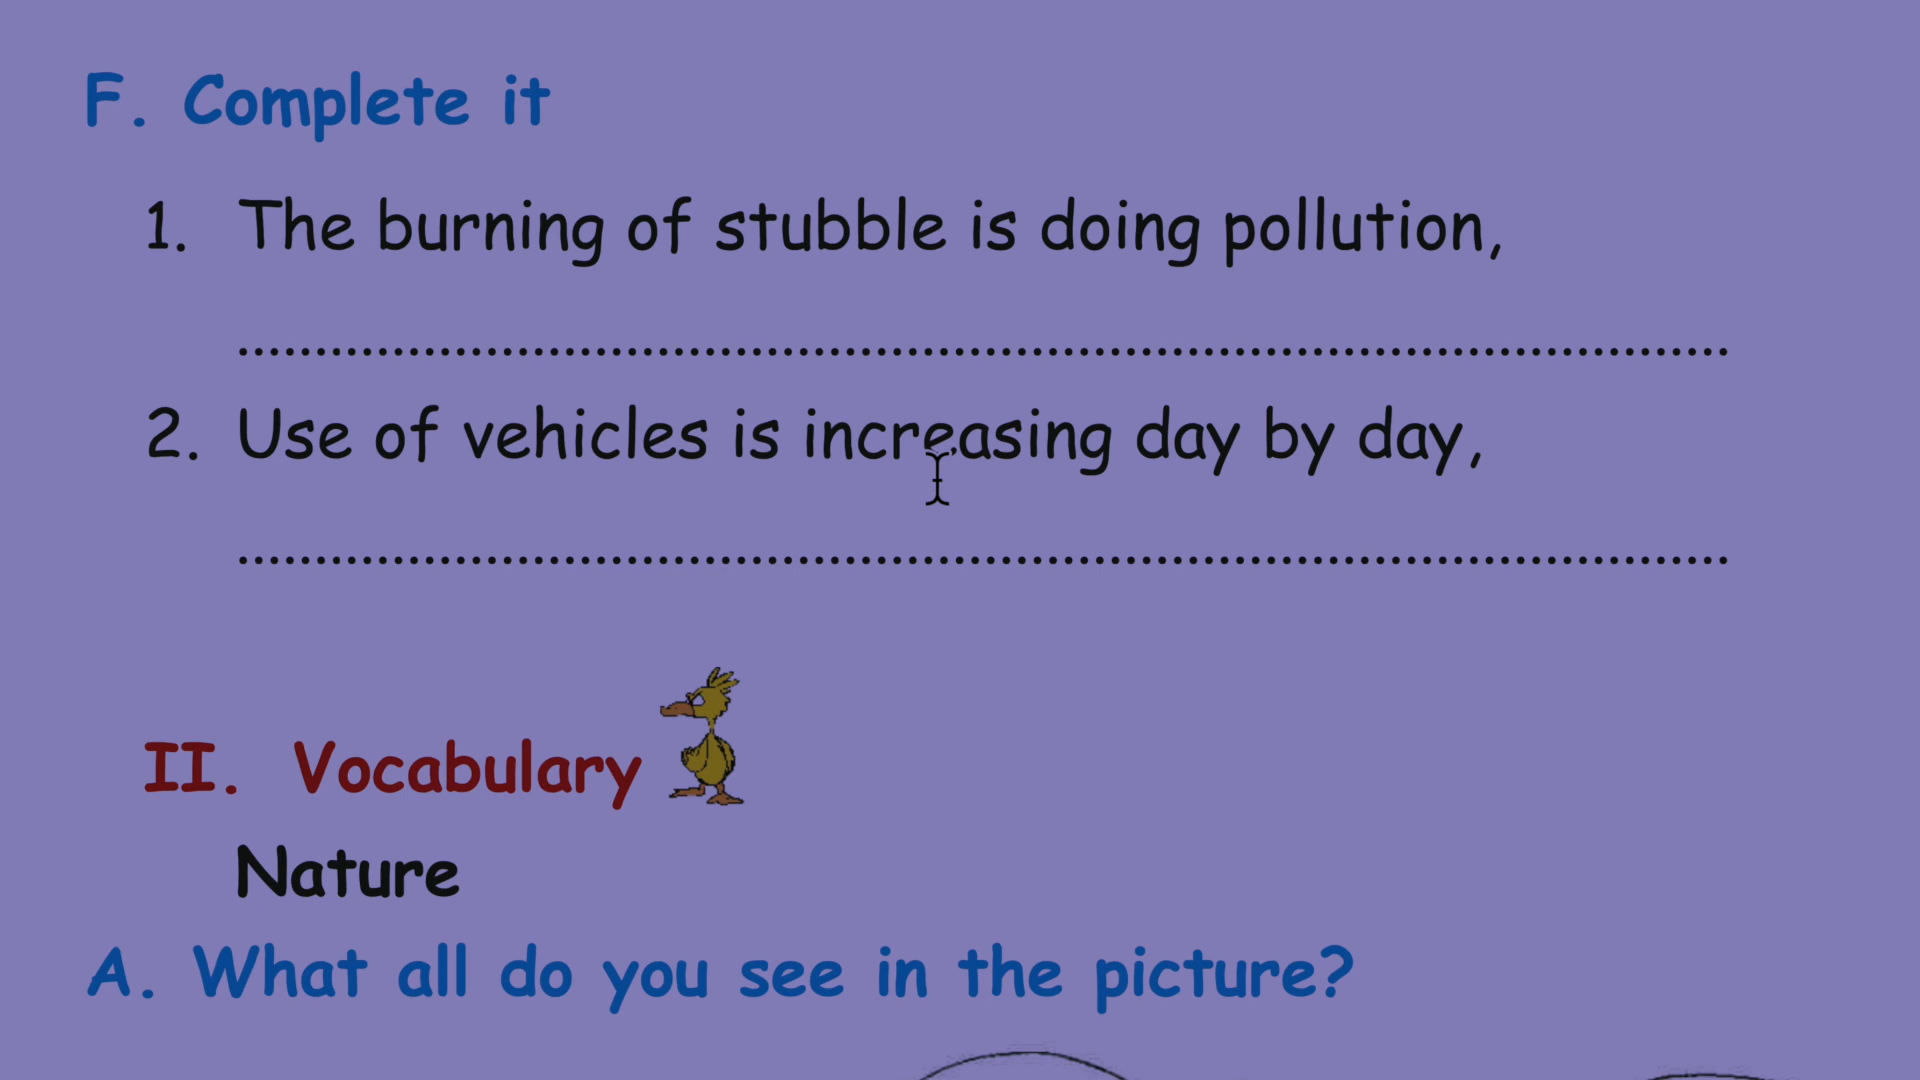 F. Complete it
1. The burning of stubble is doing pollution,
................................................................................................
2. Use of vehicles is increasing day by day,
................................................................................................
II. Vocabulary
Nature
A. What all do you see in the picture?